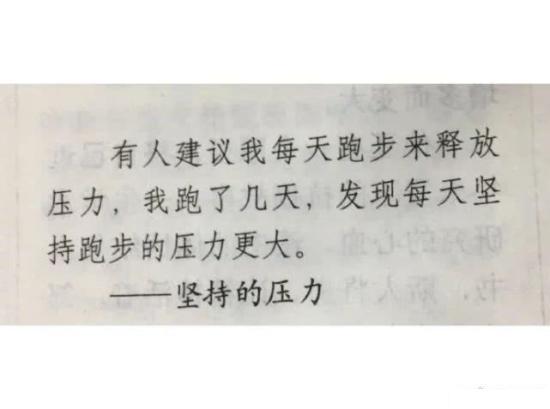 有人建议我每天跑步来释放
压力，我跑了几天，发现每天坚
持跑步的压力更大。
——坚持的压力